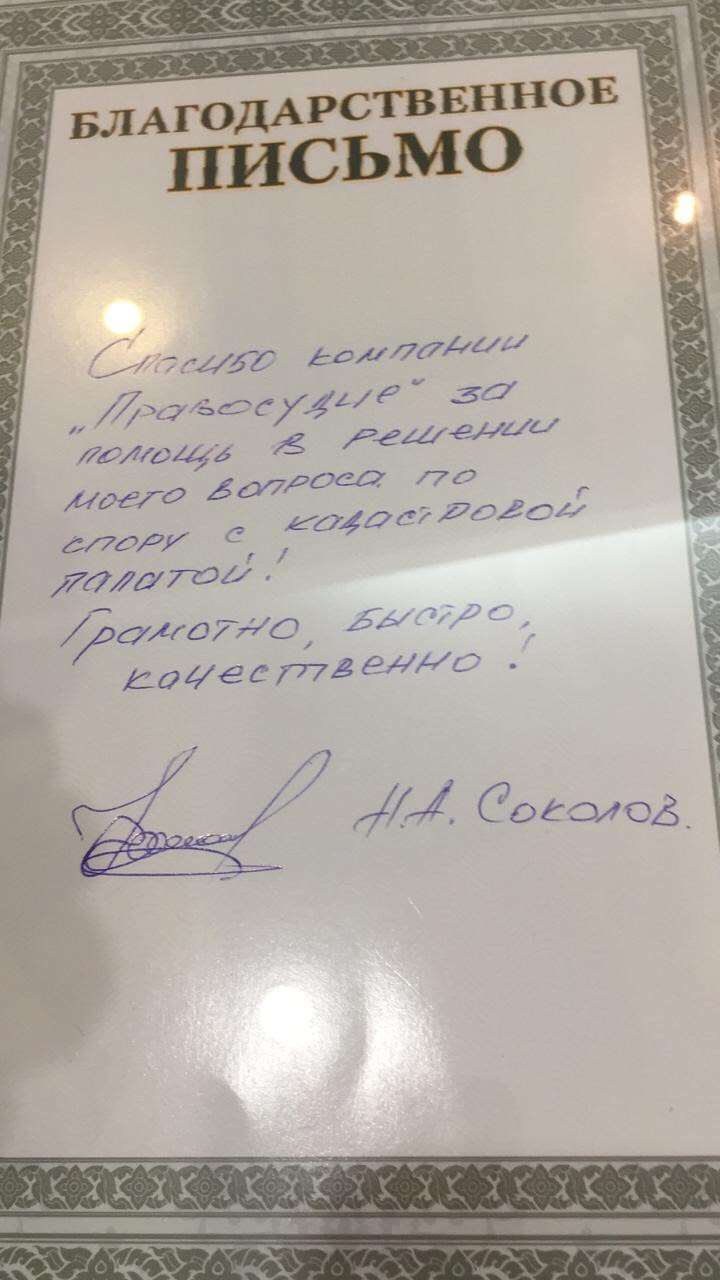 БЛАГОДАРСТВЕННОЕ
ПИСЬМО
Спасибо компании
„Правосудие“ за
помощь в решении
моего вопроса по
спору с кадастровой
палатой!
Грамотно, быстро,
качественно!
Н.А. Соколов.